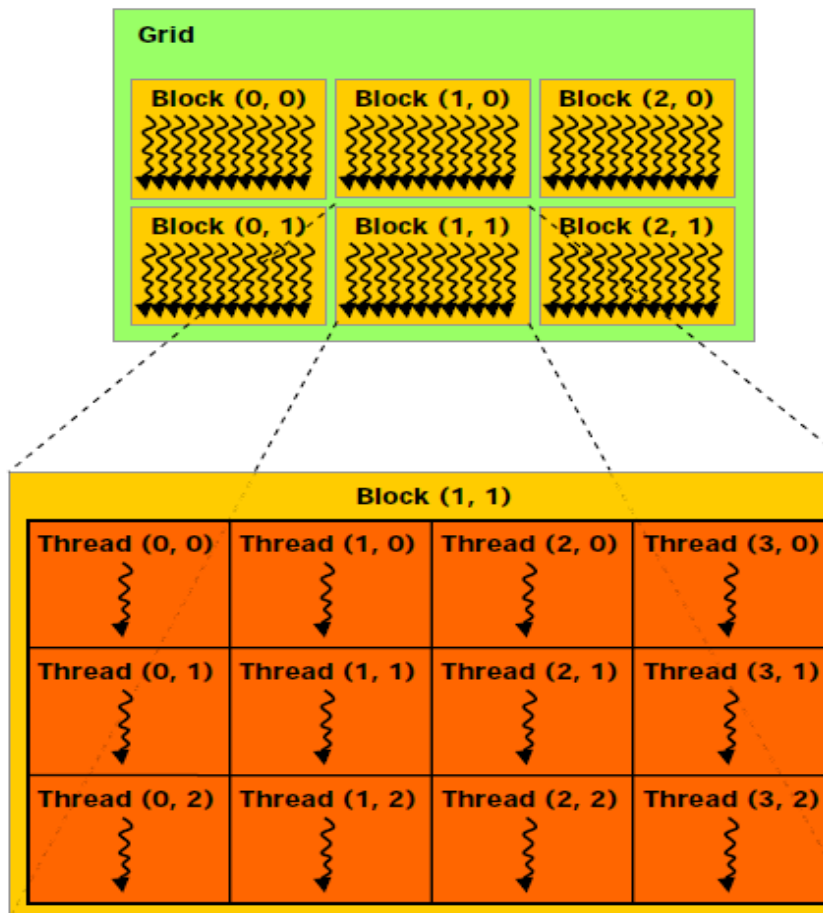 Grid
Block (0, 0) Block (1, 0) Block (2, 0)
Block (0, 1) Block (1, 1) Block (2, 1)
Block (1, 1)
Thread (0, 0) Thread (1, 0) Thread (2, 0) Thread (3, 0)
Thread (0, 1) Thread (1, 1) Thread (2, 1) Thread (3, 1)
Thread (0, 2) Thread (1, 2) Thread (2, 2) Thread (3, 2)